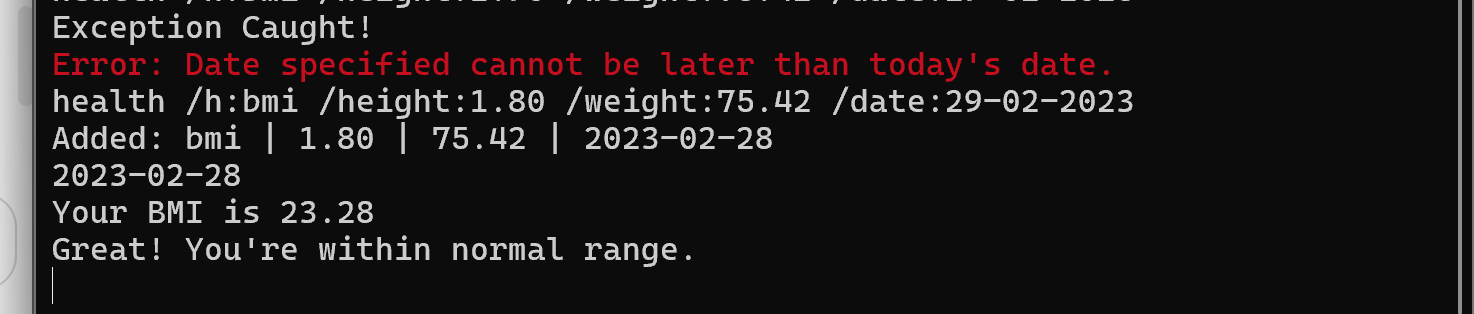 Exception Caught!
Error: Date specified cannot be later than today's date.
health /h:bmi /height:1.80 /weight:75.42 /date:29-02-2023
Added: bmi | 1.80 | 75.42 | 2023-02-28
2023-02-28
Your BMI is 23.28
Great! You're within normal range.